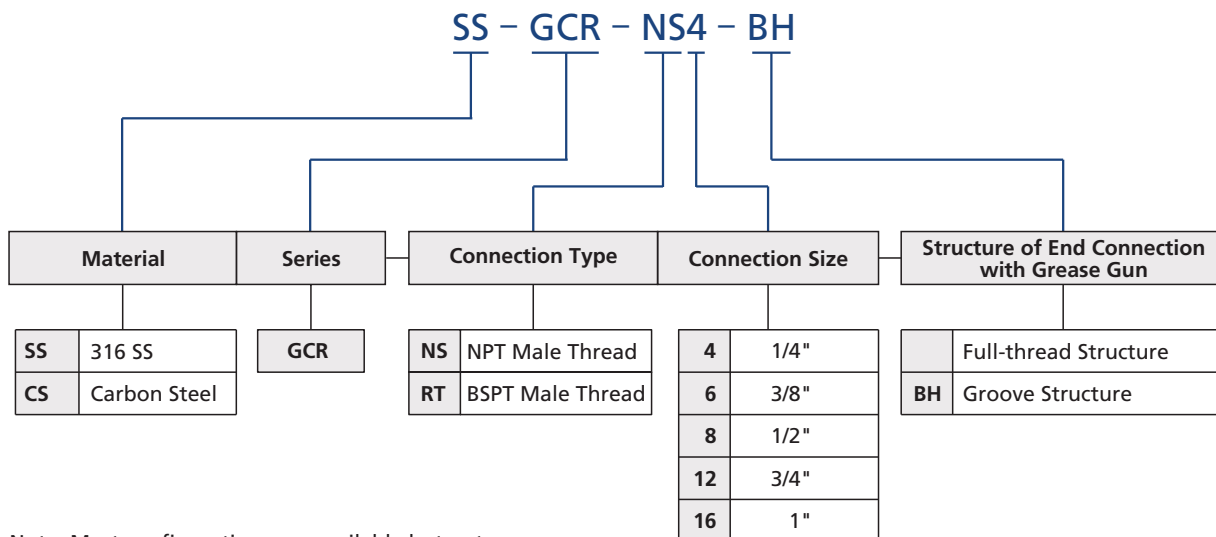 SS – GCR – NS4 – BH
Material
Series
Connection Type
Connection Size
Structure of End Connection
with Grease Gun
SS 316 SS
CS Carbon Steel
GCR
NS NPT Male Thread
RT BSPT Male Thread
4 1/4"
6 3/8"
8 1/2"
12 3/4"
16 1"
Full-thread Structure
BH Groove Structure